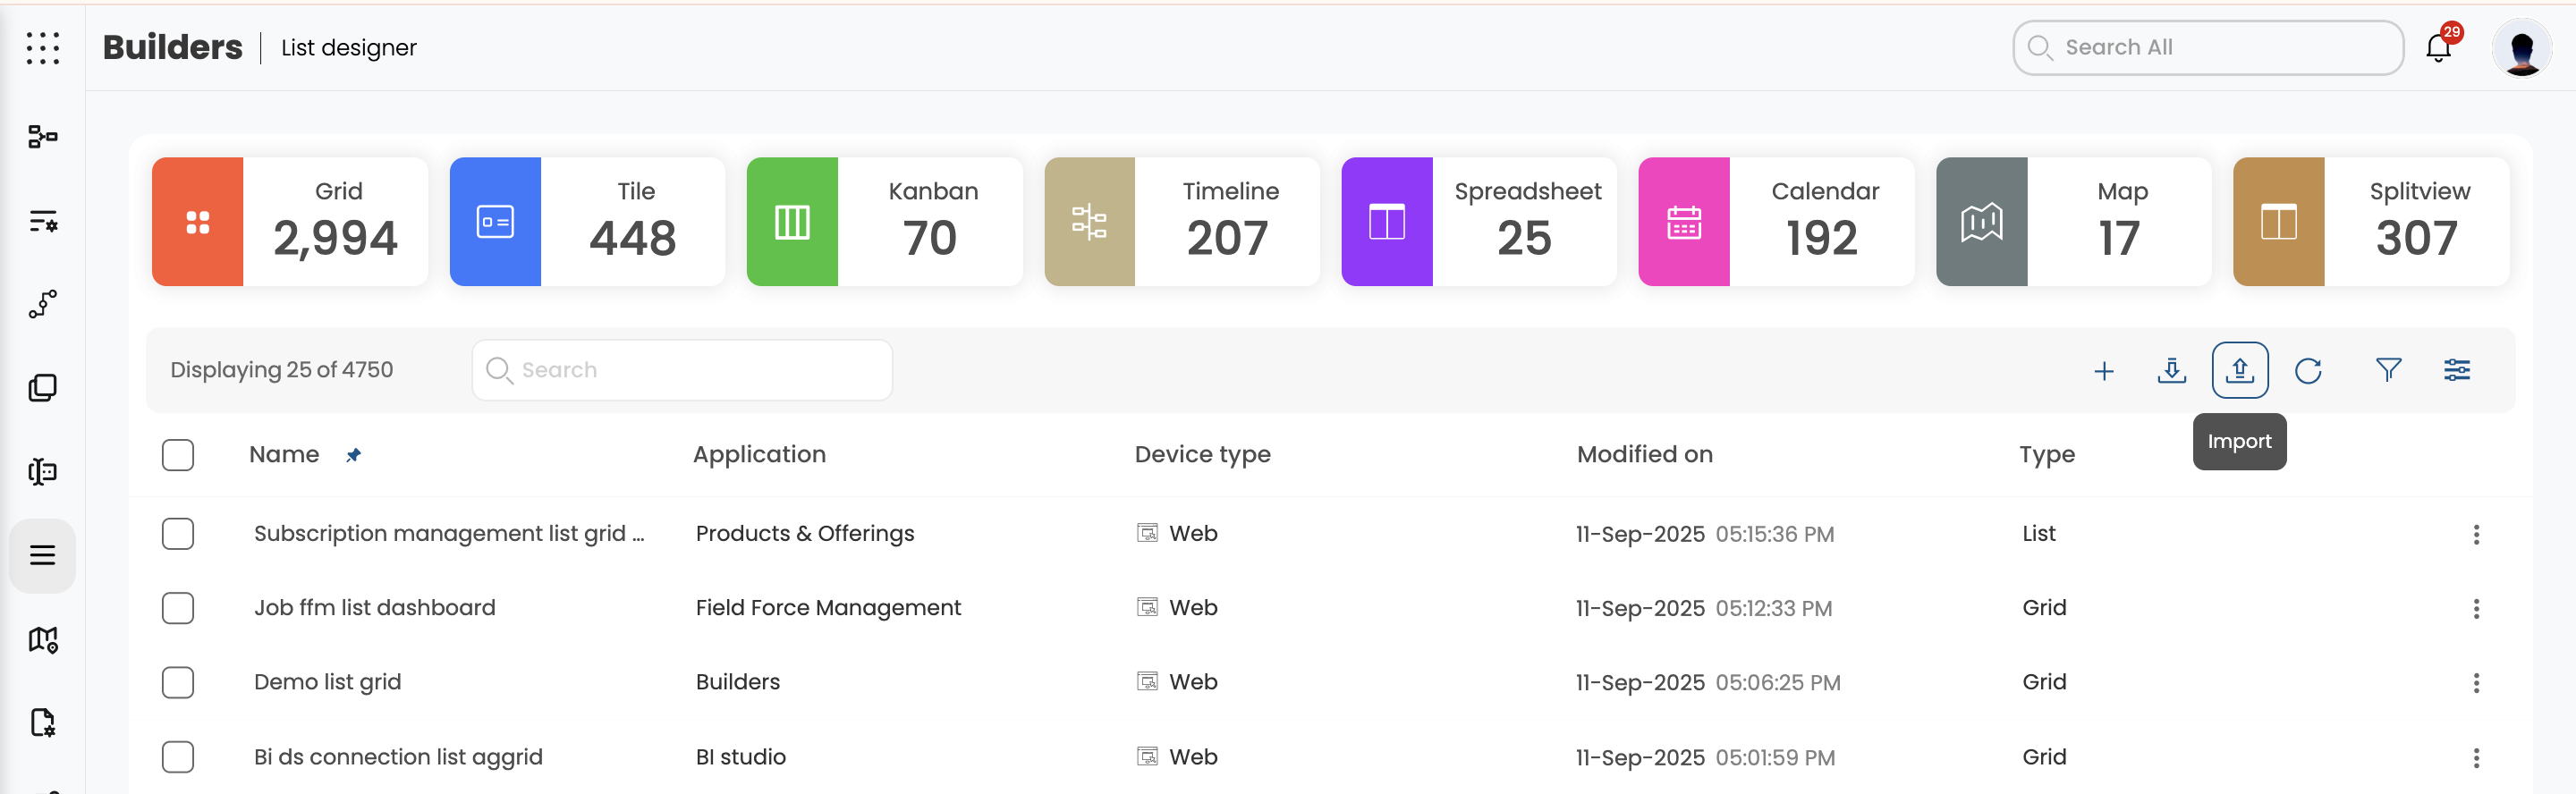 Builders | List designer
Search All
29
Grid
2,994
Tile
448
Kanban
70
Timeline
207
Spreadsheet
25
Calendar
192
Map
17
Splitview
307
Displaying 25 of 4750
Search
Import
Name Application Device type Modified on Type
Subscription management list grid ... Products & Offerings Web 11-Sep-2025 05:15:36 PM List
Job ffm list dashboard Field Force Management Web 11-Sep-2025 05:12:33 PM Grid
Demo list grid Builders Web 11-Sep-2025 05:06:25 PM Grid
Bi ds connection list aggrid BI studio Web 11-Sep-2025 05:01:59 PM Grid